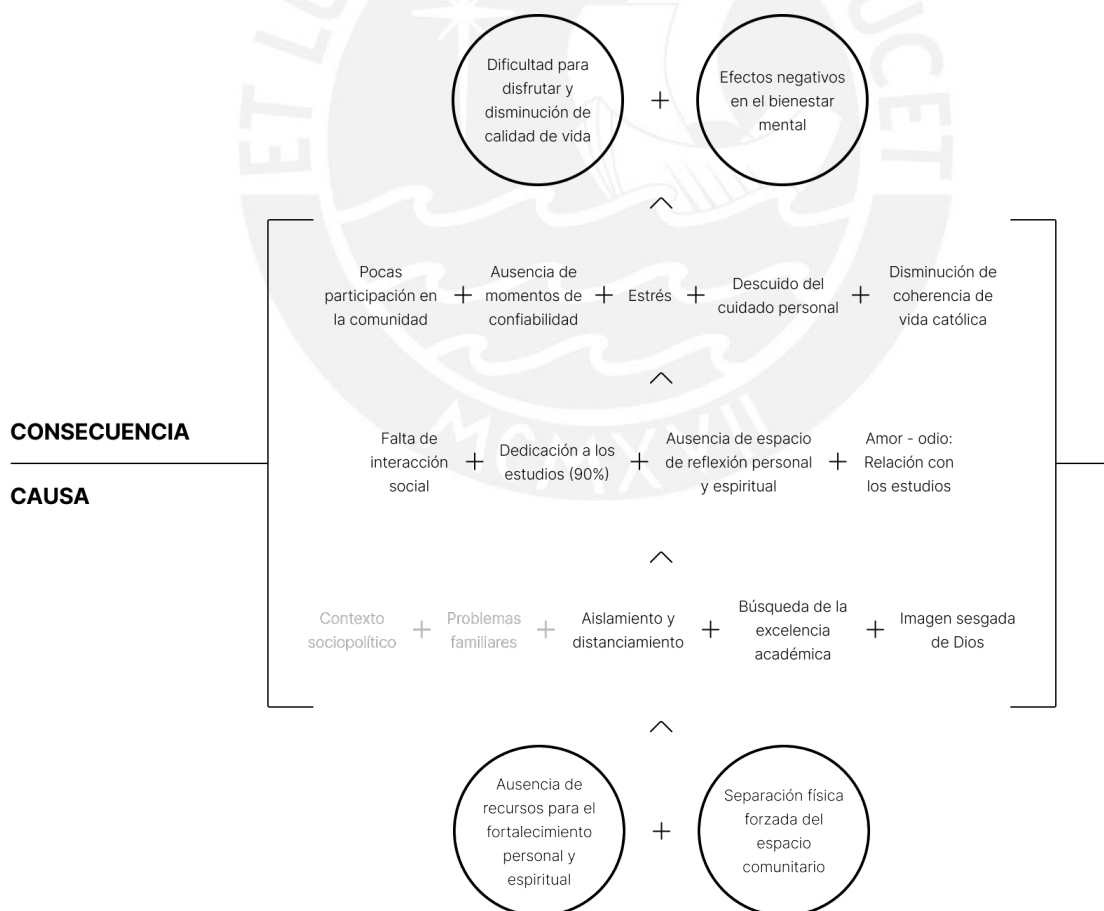 Dificultad para
disfrutar y
disminución de
calidad de vida
+
Efectos negativos
en el bienestar
mental
Pocas
participación en
la comunidad
+
Ausencia de
momentos de
confiabilidad
+
Estrés
+
Descuido del
cuidado personal
+
Disminución de
coherencia de
vida católica
CONSECUENCIA
CAUSA
Falta de
interacción
social
+
Dedicación a los
estudios (90%)
+
Ausencia de espacio
de reflexión personal
y espiritual
+
Amor - odio:
Relación con
los estudios
Contexto
sociopolítico
+
Problemas
familiares
+
Aislamiento y
distanciamiento
+
Búsqueda de la
excelencia
académica
+
Imagen sesgada
de Dios
Ausencia de
recursos para el
fortalecimiento
personal y
espiritual
+
Separación física
forzada del
espacio
comunitario
MCMXVII